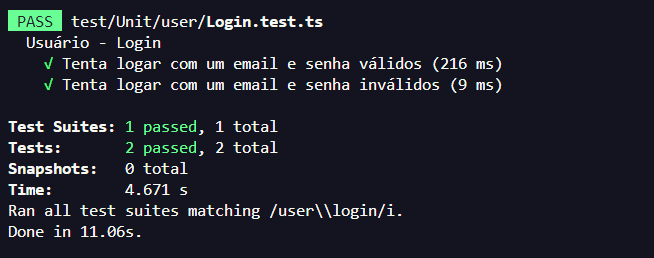 PASS test/Unit/user/Login.test.ts
Usuário - Login
√ Tenta logar com um email e senha válidos (216 ms)
√ Tenta logar com um email e senha inválidos (9 ms)
Test Suites: 1 passed, 1 total
Tests: 2 passed, 2 total
Snapshots: 0 total
Time: 4.671 s
Ran all test suites matching /user\\login/i.
Done in 11.06s.